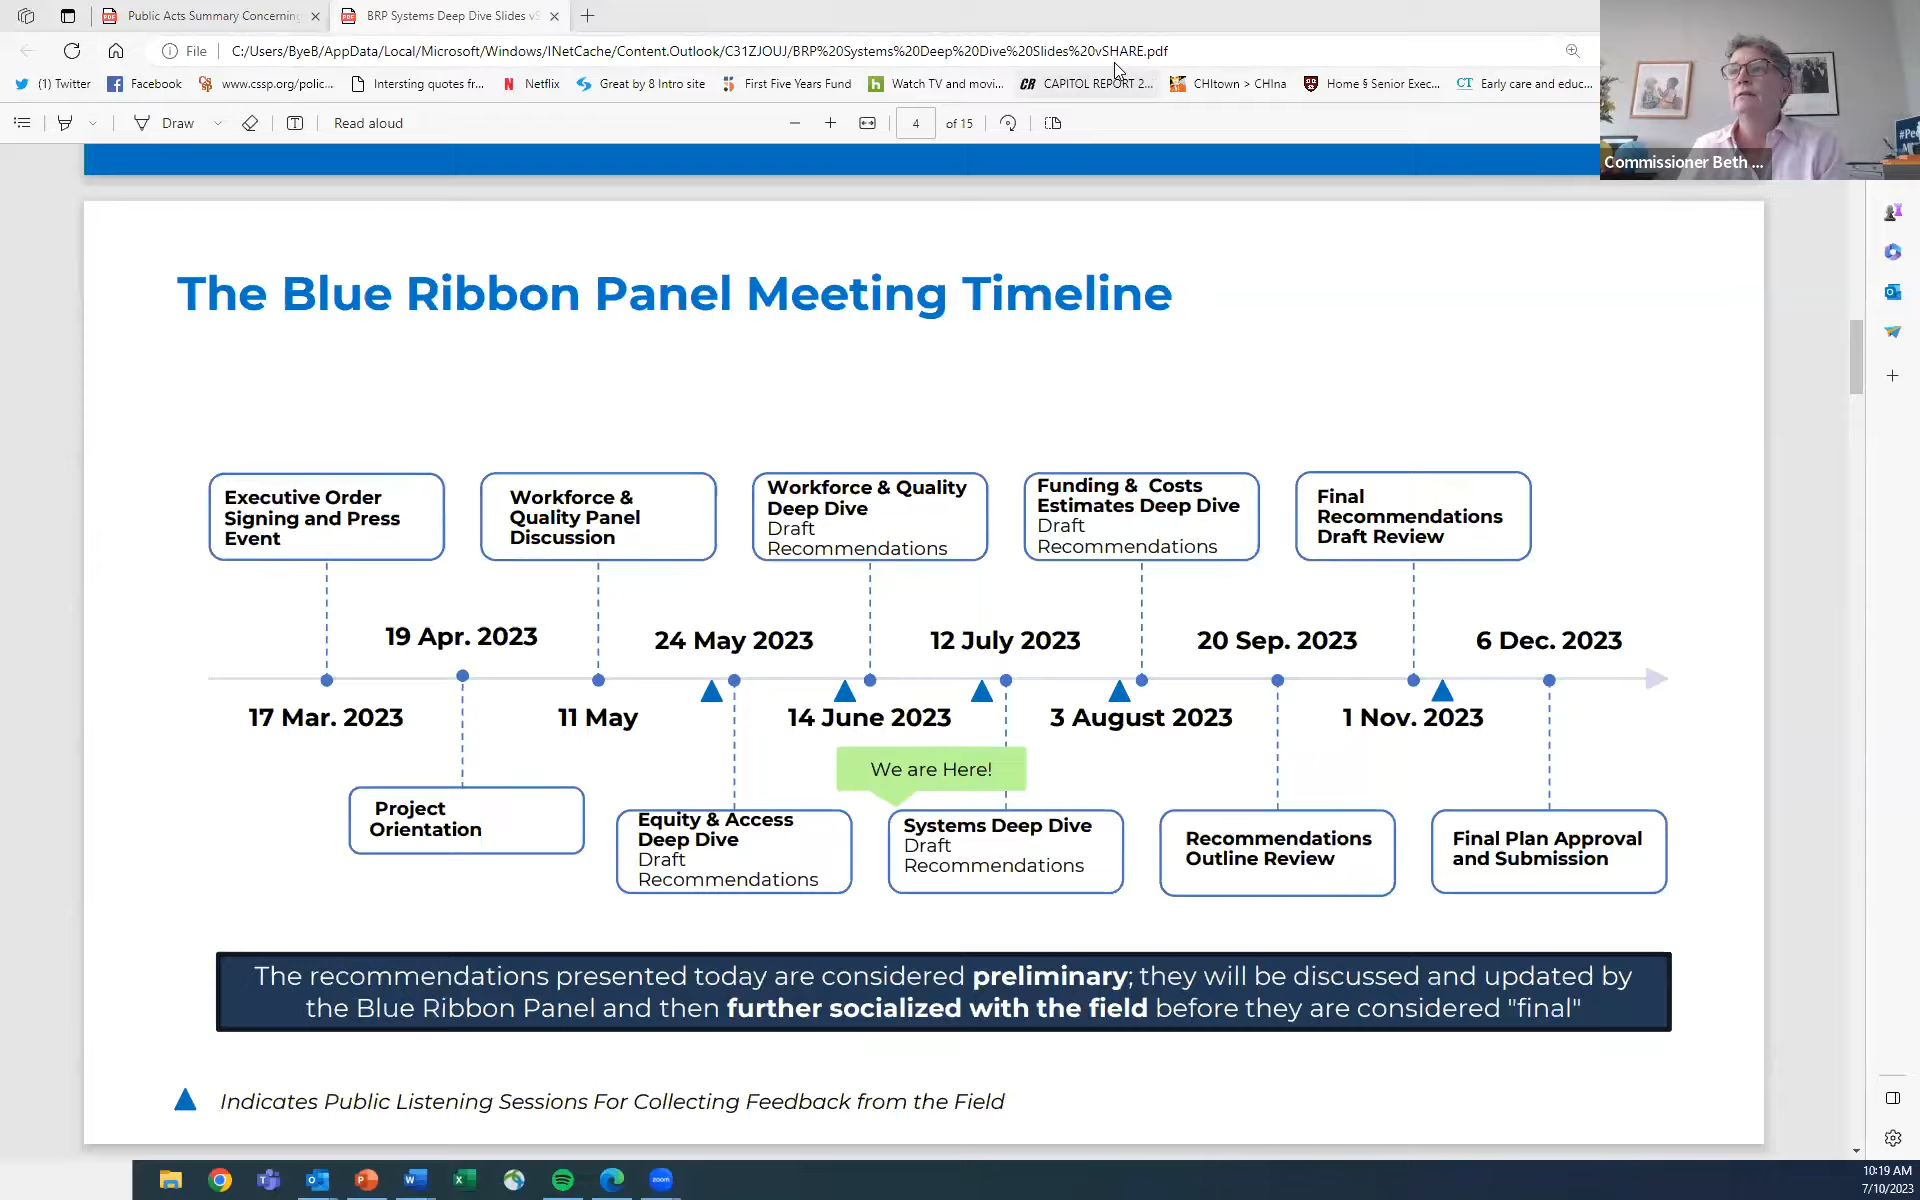 Public Acts Summary Concerning
BRP Systems Deep Dive Slides vS
File
C:/Users/ByeB/AppData/Local/Microsoft/Windows/INetCache/Content.Outlook/C31ZJOUJ/BRP%20Systems%20Deep%20Dive%20Slides%20vSHARE.pdf
(1) Twitter
Facebook
www.cssp.org/polic...
Intersting quotes fr...
Netflix
Great by 8 Intro site
First Five Years Fund
Watch TV and movi...
CAPITOL REPORT 2...
CHItown > CHIna
Home § Senior Exec...
Early care and educ...
Draw
Read aloud
4
of 15
Commissioner Beth ...
The Blue Ribbon Panel Meeting Timeline
Executive Order
Signing and Press
Event
Workforce &
Quality Panel
Discussion
Workforce & Quality
Deep Dive
Draft
Recommendations
Funding & Costs
Estimates Deep Dive
Draft
Recommendations
Final
Recommendations
Draft Review
19 Apr. 2023
24 May 2023
12 July 2023
20 Sep. 2023
6 Dec. 2023
17 Mar. 2023
11 May
14 June 2023
3 August 2023
1 Nov. 2023
We are Here!
Project
Orientation
Equity & Access
Deep Dive
Draft
Recommendations
Systems Deep Dive
Draft
Recommendations
Recommendations
Outline Review
Final Plan Approval
and Submission
The recommendations presented today are considered preliminary; they will be discussed and updated by
the Blue Ribbon Panel and then further socialized with the field before they are considered "final"
Indicates Public Listening Sessions For Collecting Feedback from the Field
10:19 AM
7/10/2023